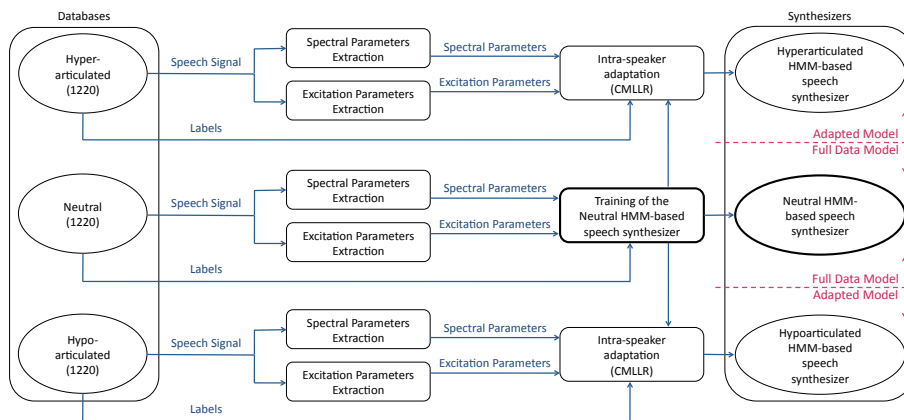 Databases
Synthesizers
Hyper-
articulated
(1220)
Speech Signal
Spectral Parameters
Extraction
Spectral Parameters
Excitation Parameters
Extraction
Excitation Parameters
Labels
Intra-speaker
adaptation
(CMLLR)
Hyperarticulated
HMM-based
speech
synthesizer
Adapted Model
Full Data Model
Neutral
(1220)
Speech Signal
Spectral Parameters
Extraction
Spectral Parameters
Excitation Parameters
Extraction
Excitation Parameters
Labels
Training of the
Neutral HMM-based
speech synthesizer
Neutral HMM-
based speech
synthesizer
Full Data Model
Adapted Model
Hypo-
articulated
(1220)
Speech Signal
Spectral Parameters
Extraction
Spectral Parameters
Excitation Parameters
Extraction
Excitation Parameters
Labels
Intra-speaker
adaptation
(CMLLR)
Hypoarticulated
HMM-based
speech
synthesizer